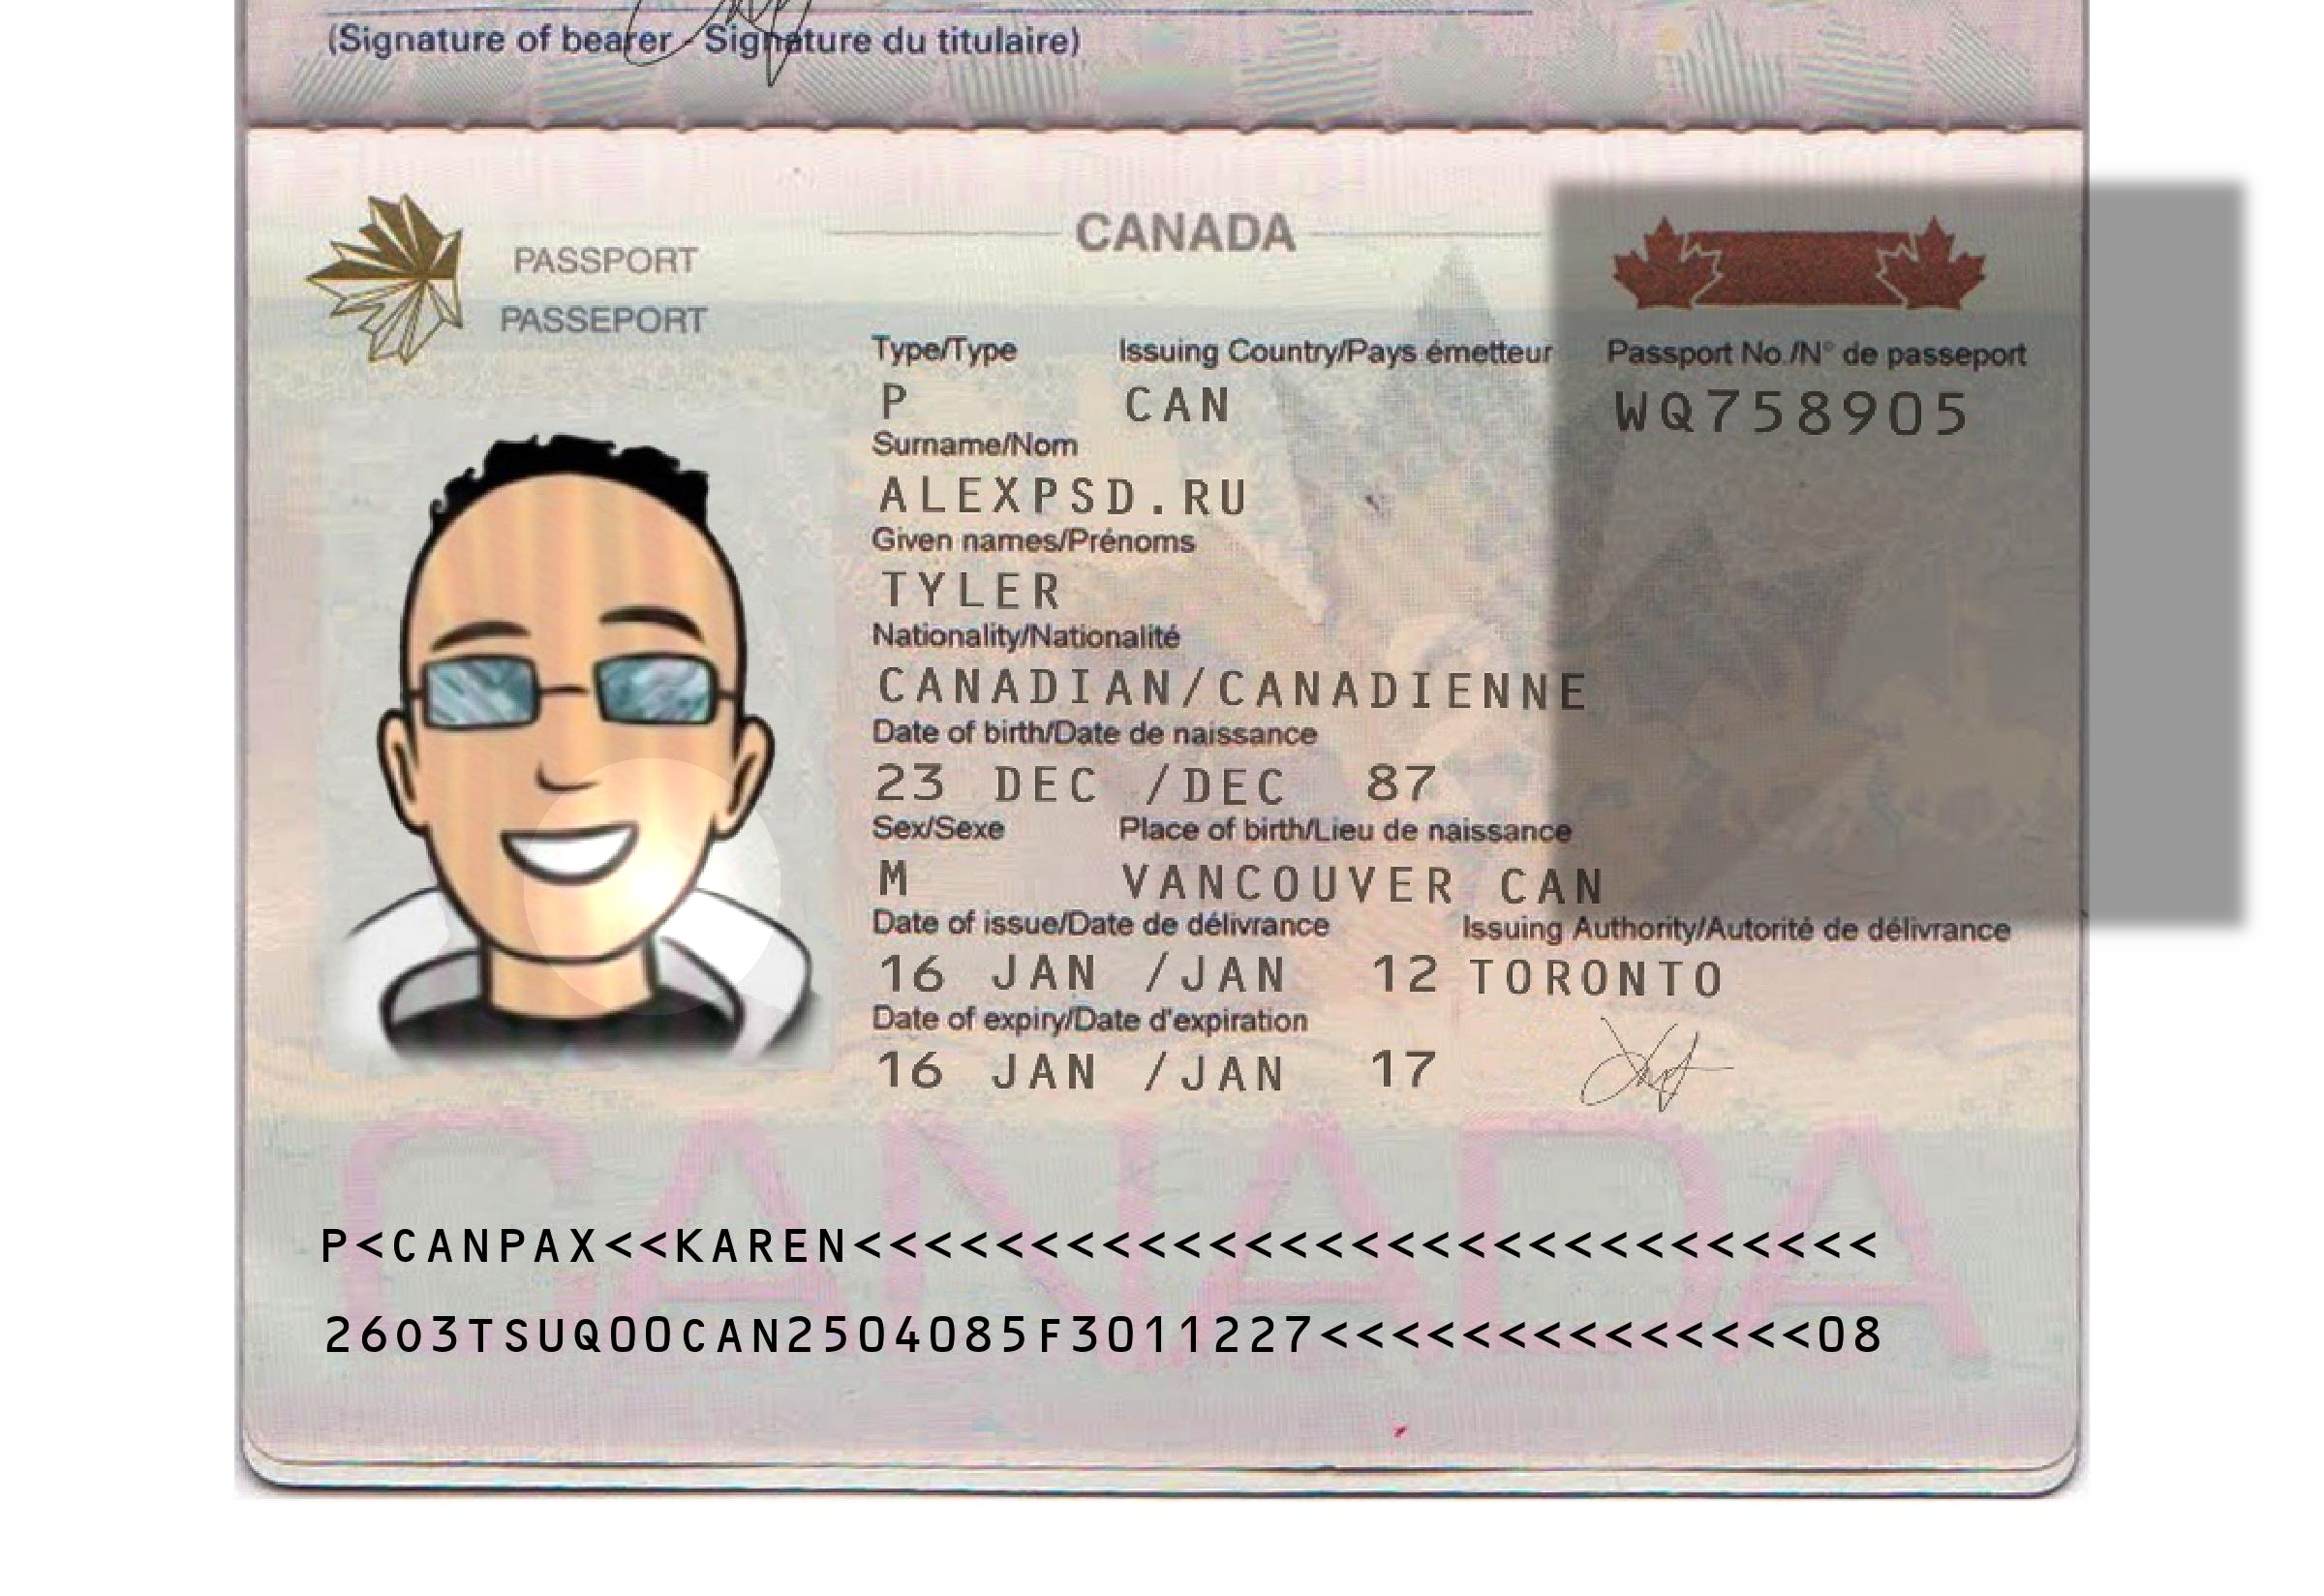 (Signature of bearer - Signature du titulaire)
CANADA
PASSPORT
PASSEPORT
Type/Type Issuing Country/Pays émetteur Passport No./N° de passeport
P CAN WQ758905
Surname/Nom
ALEXPSD.RU
Given names/Prénoms
TYLER
Nationality/Nationalité
CANADIAN/CANADIENNE
Date of birth/Date de naissance
23 DEC /DEC 87
Sex/Sexe Place of birth/Lieu de naissance
M VANCOUVER CAN
Date of issue/Date de délivrance Issuing Authority/Autorité de délivrance
16 JAN /JAN 12 TORONTO
Date of expiry/Date d'expiration
16 JAN /JAN 17
CANADA
P<CANPAX<<KAREN<<<<<<<<<<<<<<<<<<<<<<<<<<<<<
2603TSUQ00CAN2504085F3011227<<<<<<<<<<<<<<08